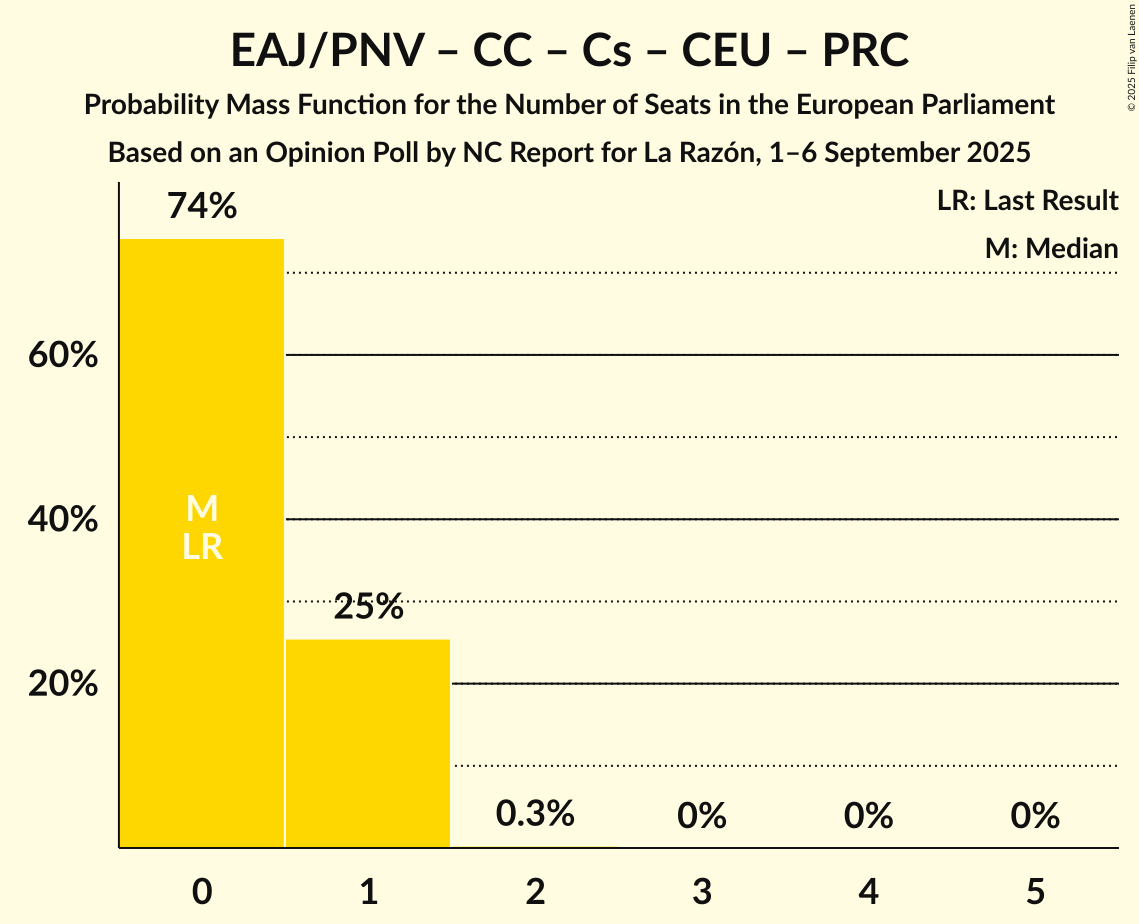 EAJ/PNV – CC – Cs – CEU – PRC
Probability Mass Function for the Number of Seats in the European Parliament
Based on an Opinion Poll by NC Report for La Razón, 1–6 September 2025
© 2025 Filip van Laenen
LR: Last Result
M: Median
74%
60%
40%
20%
M
LR
25%
0.3%
0%
0%
0%
0
1
2
3
4
5